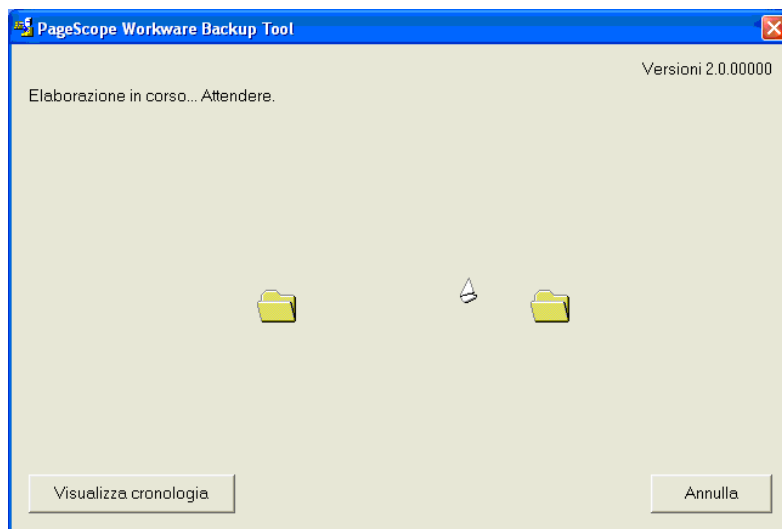 PageScope Workware Backup Tool
Versioni 2.0.00000
Elaborazione in corso... Attendere.
Visualizza cronologia
Annulla